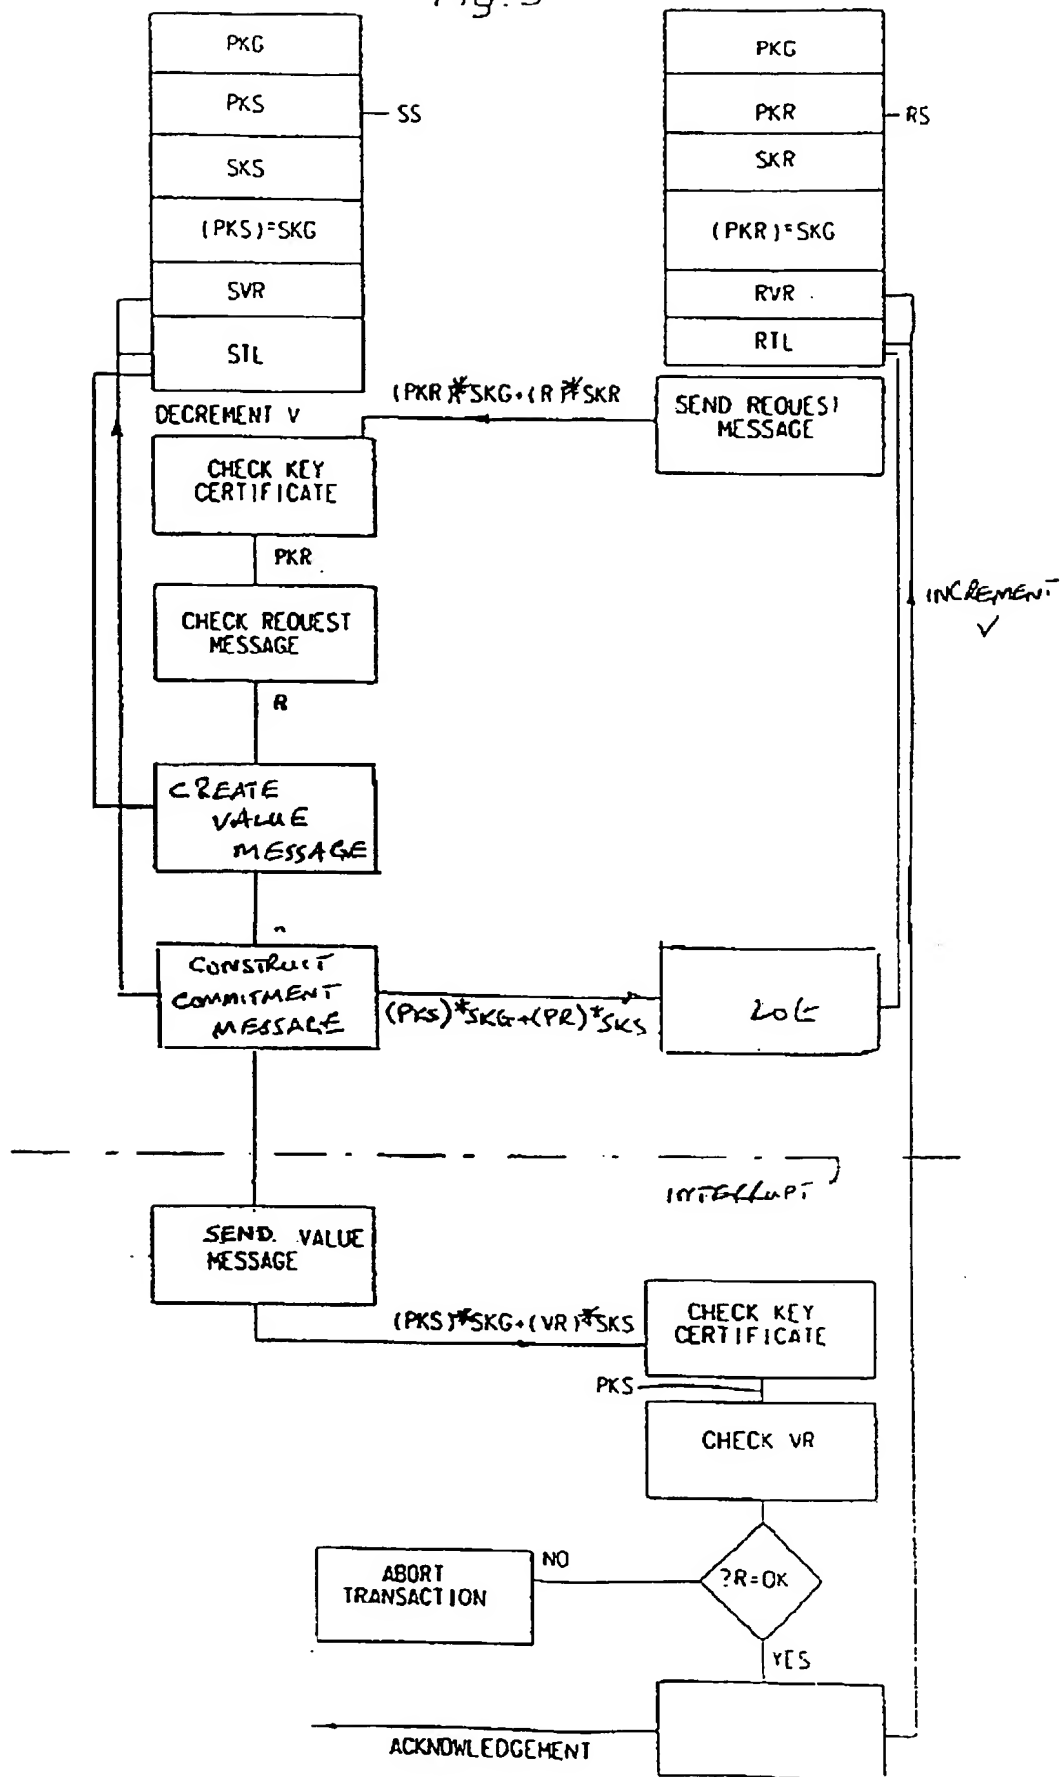 PKG
PKS
SS
SKS
(PKS)*SKG
SVR
STL
PKG
PKR
RS
SKR
(PKR)*SKG
RVR
RTL
DECREMENT V
(PKR)*SKG+(R)*SKR
SEND REQUEST
MESSAGE
CHECK KEY
CERTIFICATE
PKR
CHECK REQUEST
MESSAGE
R
INCREMENT
V
CREATE
VALUE
MESSAGE
CONSTRUCT
COMMITMENT
MESSAGE
(PKS)*SKG+(PR)*SKS
INTERRUPT
SEND VALUE
MESSAGE
(PKS)*SKG+(VR)*SKS
CHECK KEY
CERTIFICATE
PKS
CHECK VR
?R=OK
NO
ABORT
TRANSACTION
YES
ACKNOWLEDGEMENT